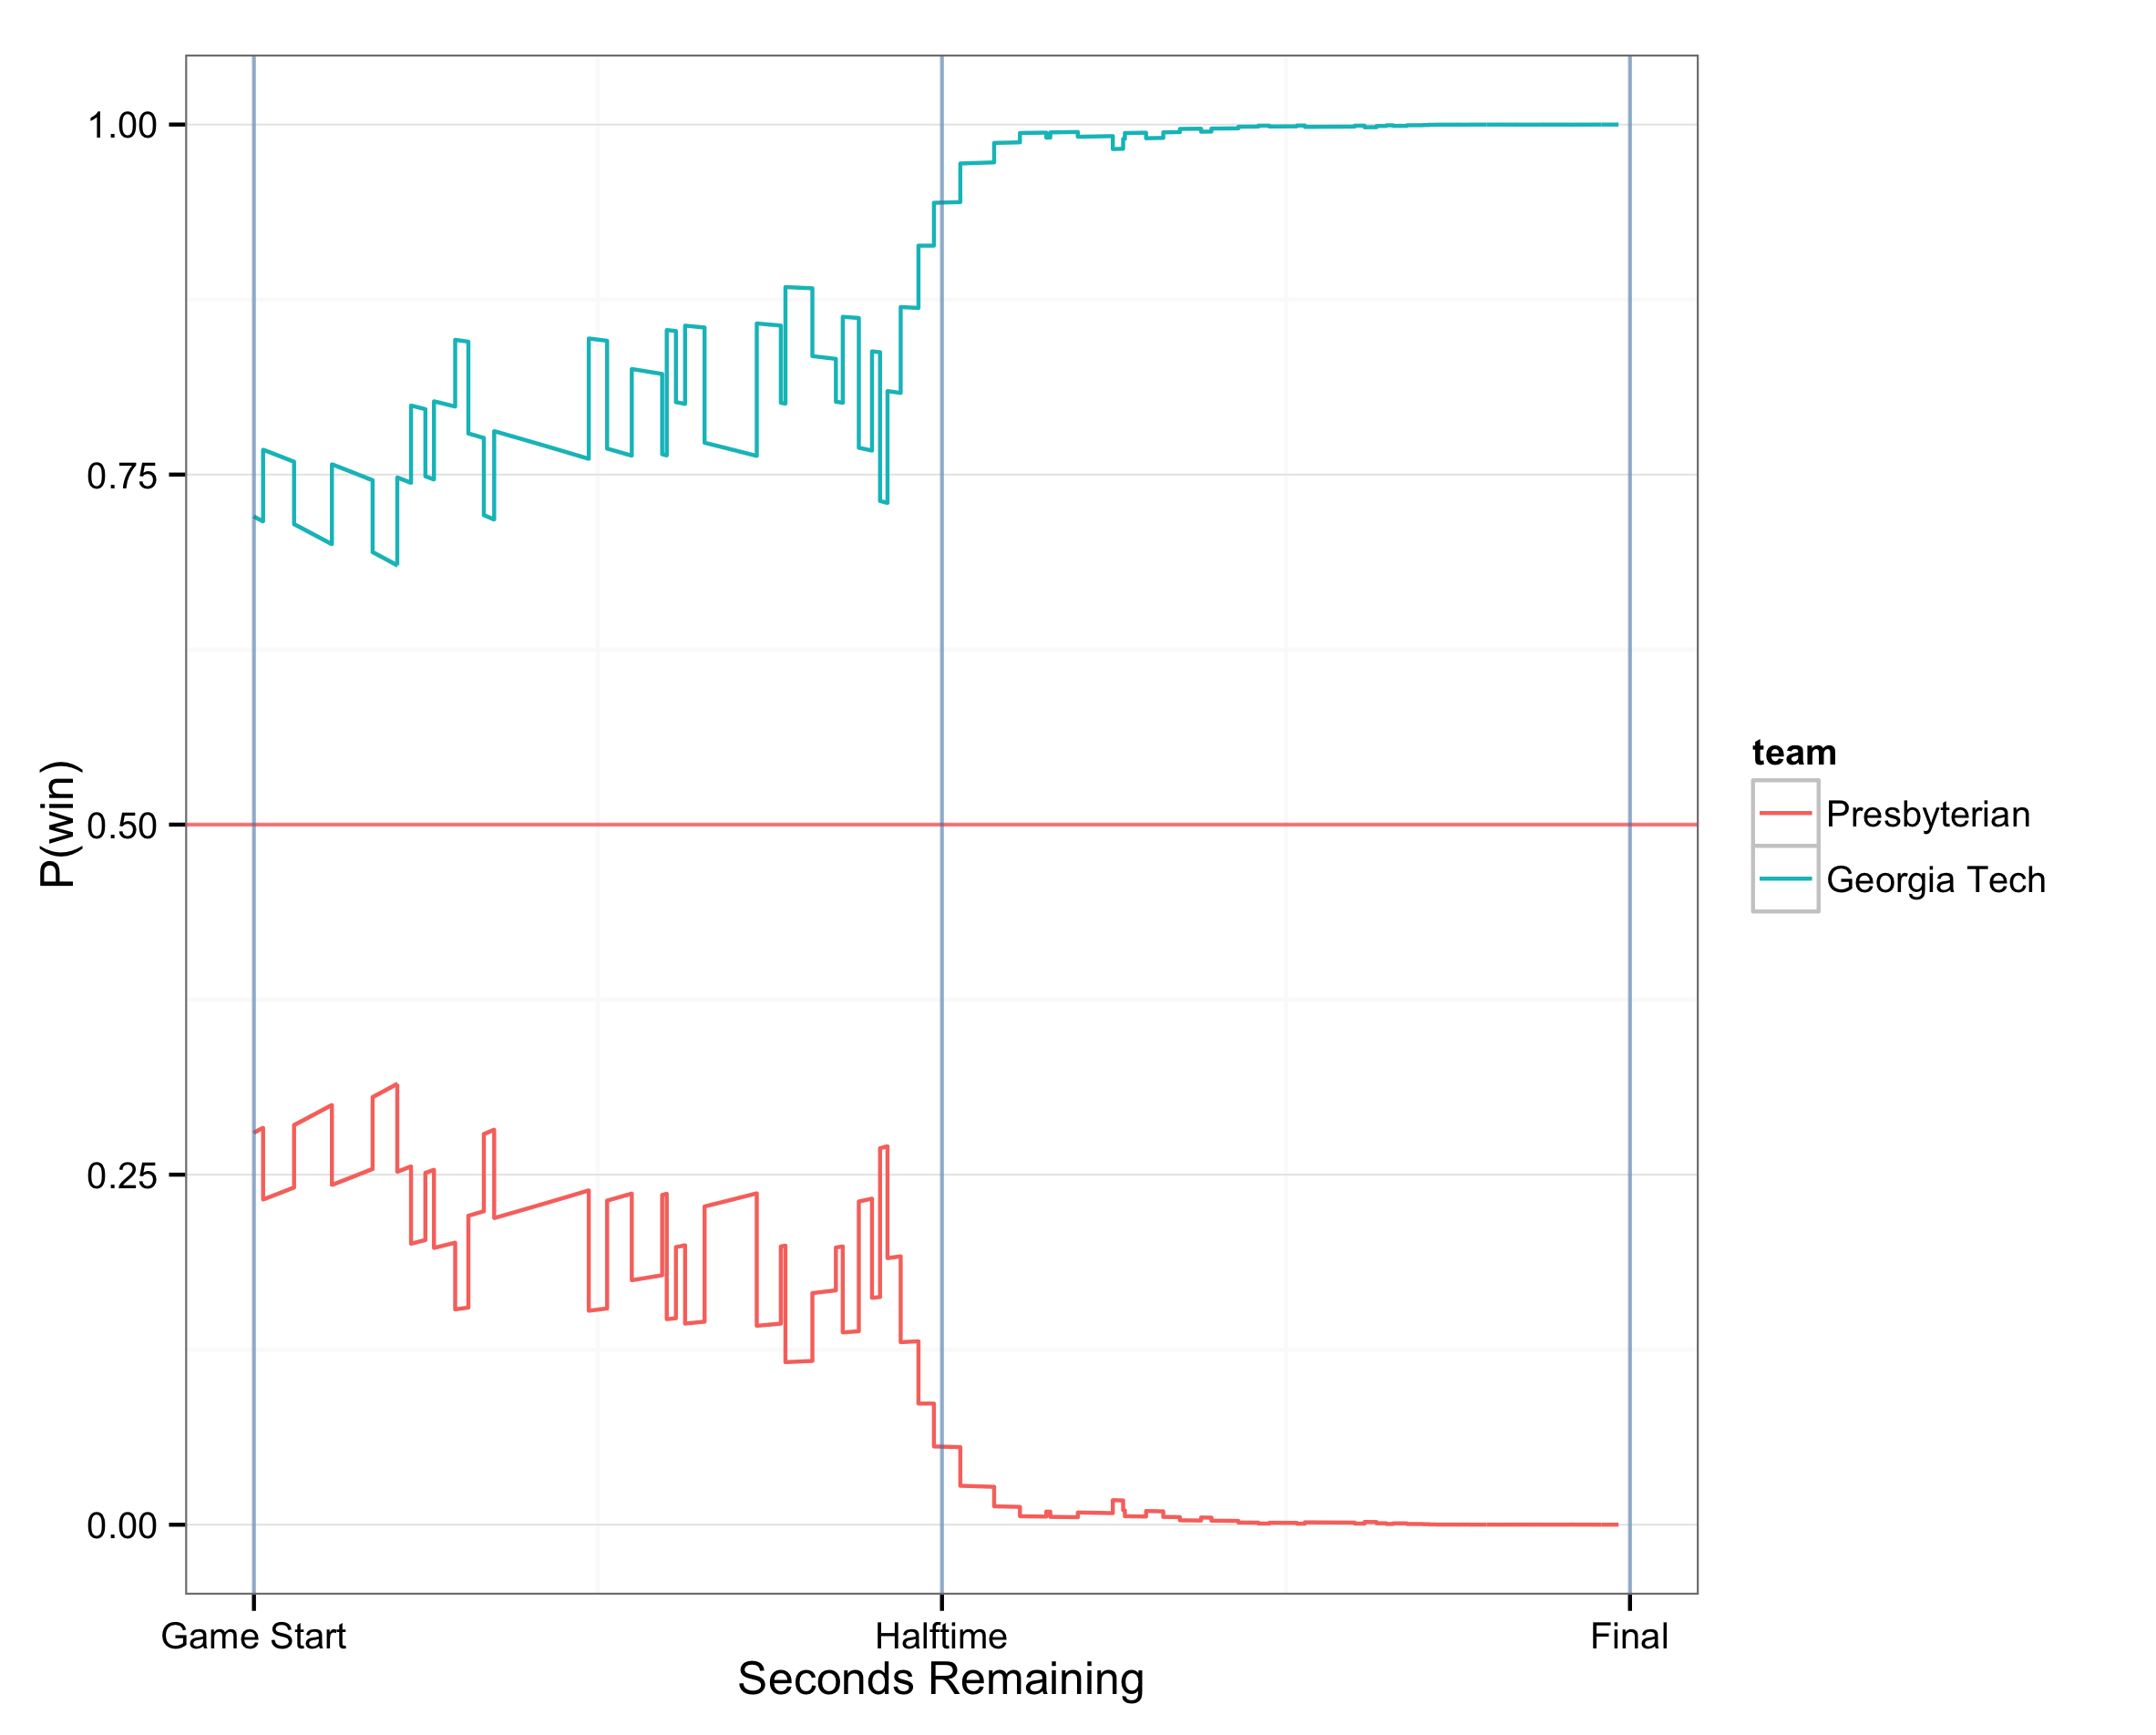 1.00
0.75
0.50
0.25
0.00
P(win)
Game Start
Halftime
Final
Seconds Remaining
team
Presbyterian
Georgia Tech